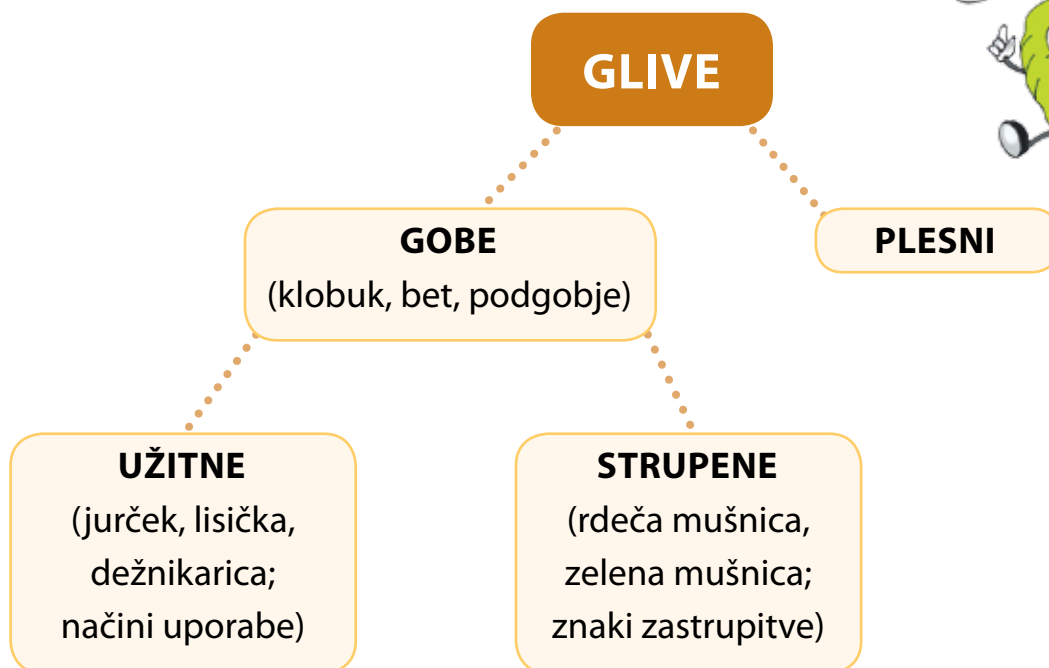 GLIVE
GOBE
(klobuk, bet, podgobje)
PLESNI
UŽITNE
(jurček, lisička,
dežnikarica;
načini uporabe)
STRUPENE
(rdeča mušnica,
zelena mušnica;
znaki zastrupitve)